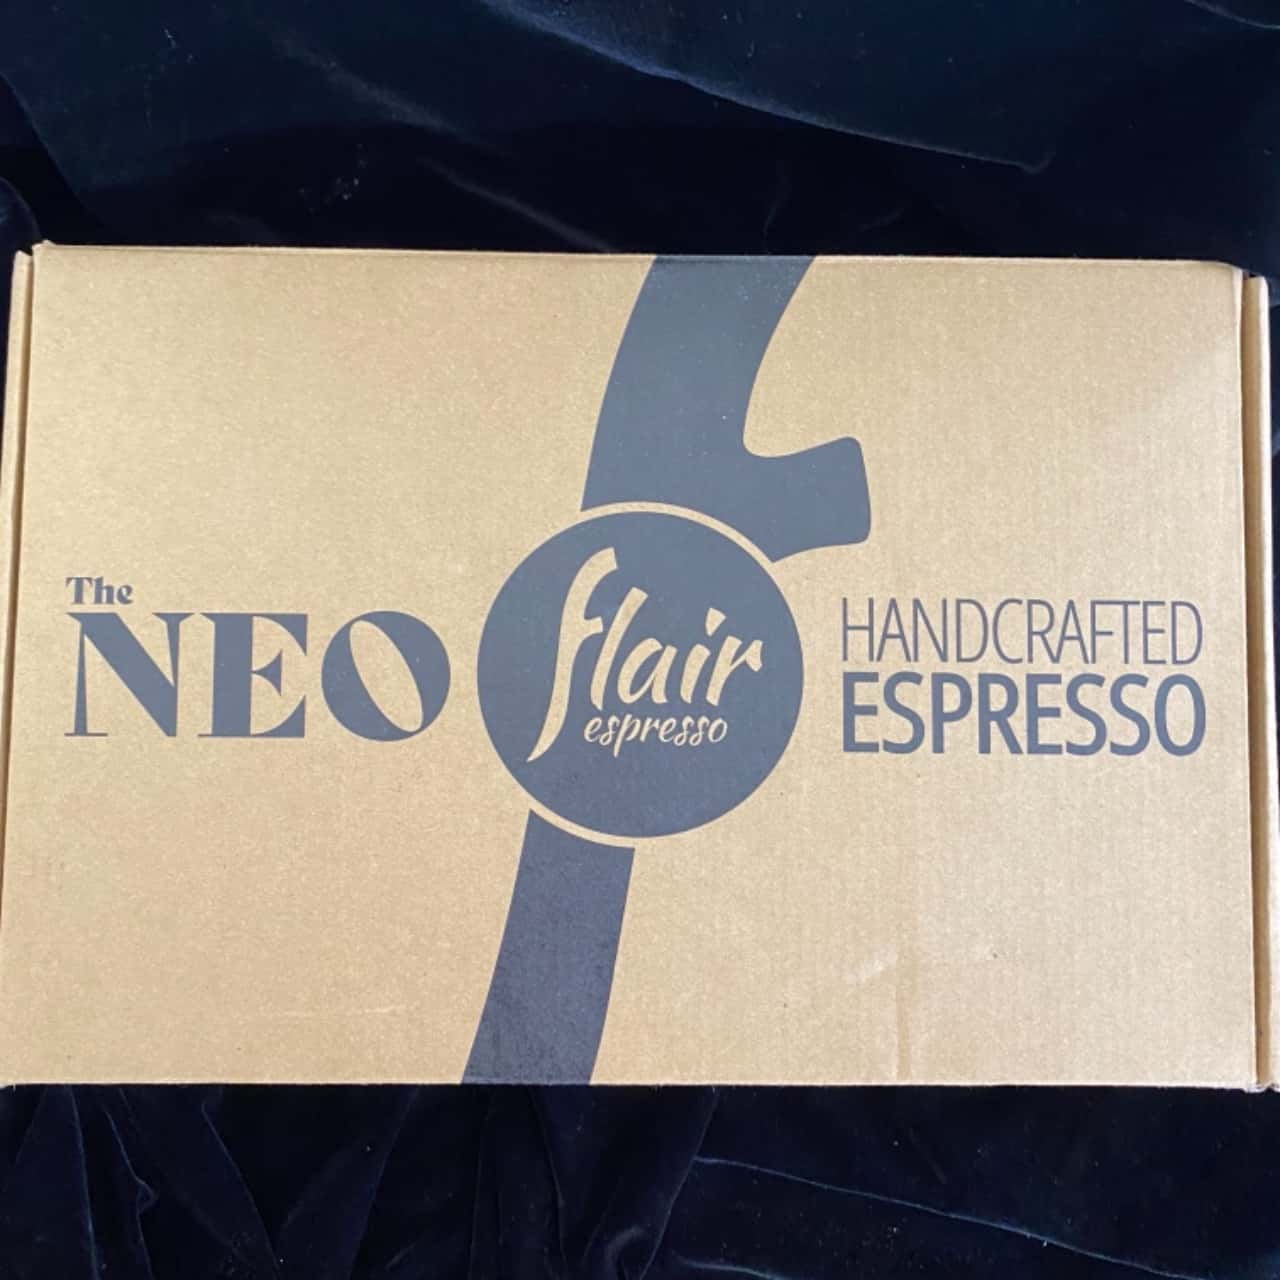 The
NEO
flair
espresso
HANDCRAFTED
ESPRESSO